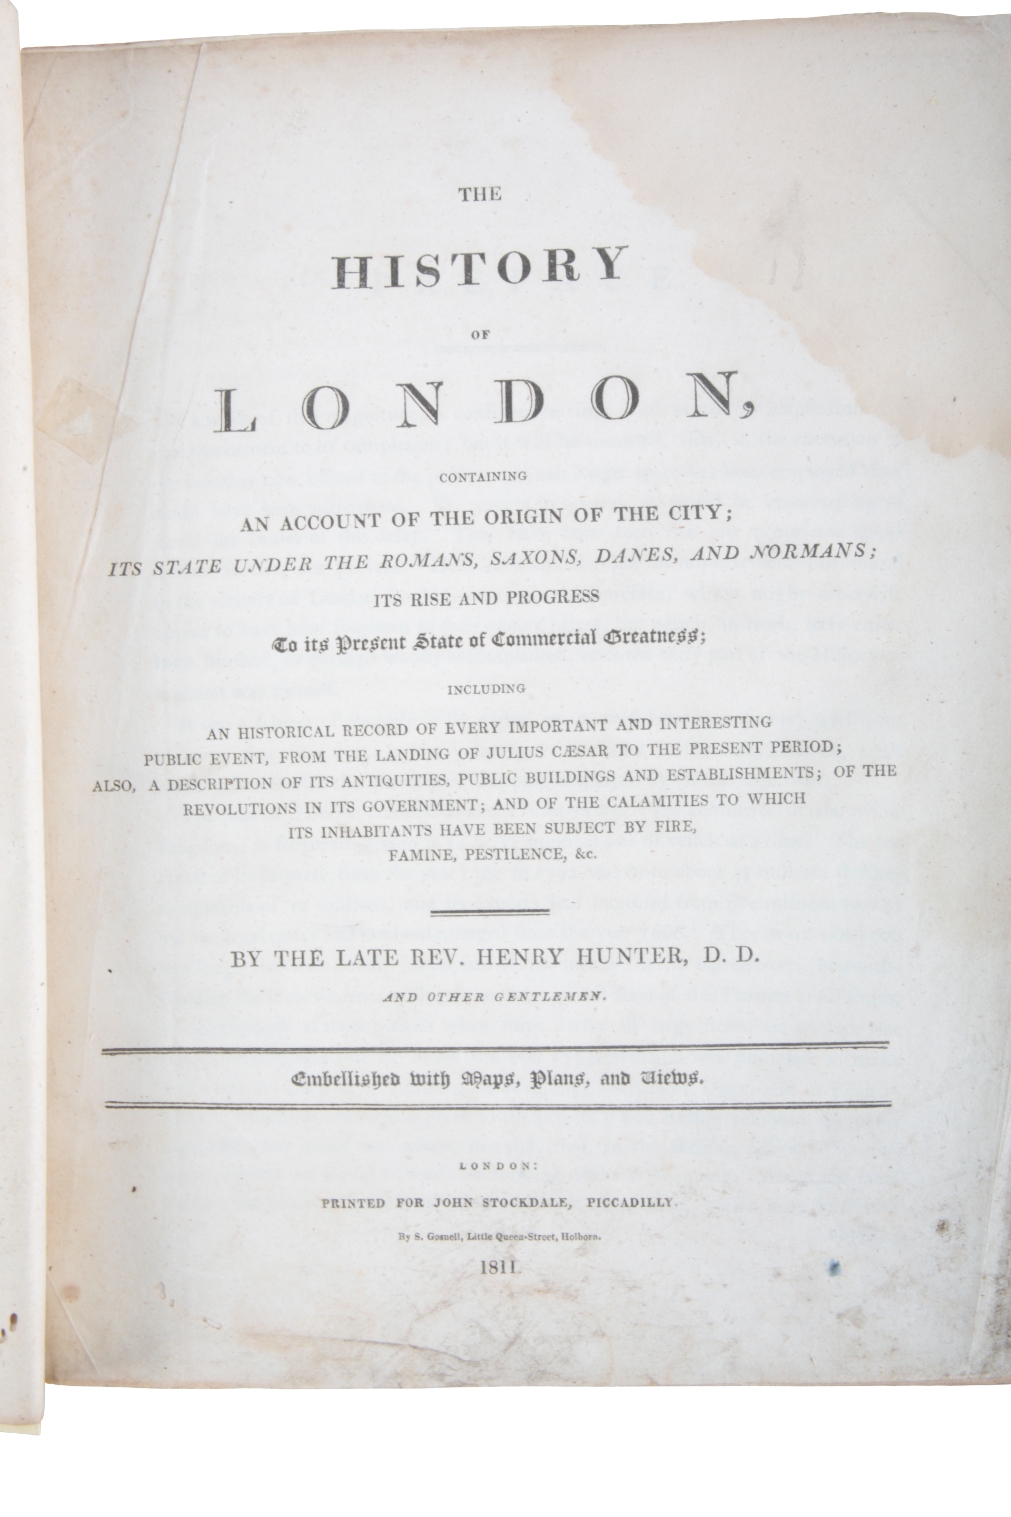 THE
HISTORY
OF
LONDON,
CONTAINING
AN ACCOUNT OF THE ORIGIN OF THE CITY;
ITS STATE UNDER THE ROMANS, SAXONS, DANES, AND NORMANS;
ITS RISE AND PROGRESS
To its Present State of Commercial Greatness;
INCLUDING
AN HISTORICAL RECORD OF EVERY IMPORTANT AND INTERESTING
PUBLIC EVENT, FROM THE LANDING OF JULIUS CÆSAR TO THE PRESENT PERIOD;
ALSO, A DESCRIPTION OF ITS ANTIQUITIES, PUBLIC BUILDINGS AND ESTABLISHMENTS; OF THE
REVOLUTIONS IN ITS GOVERNMENT; AND OF THE CALAMITIES TO WHICH
ITS INHABITANTS HAVE BEEN SUBJECT BY FIRE,
FAMINE, PESTILENCE, &c.
BY THE LATE REV. HENRY HUNTER, D. D.
AND OTHER GENTLEMEN.
Embellished with Maps, Plans, and Views.
LONDON:
PRINTED FOR JOHN STOCKDALE, PICCADILLY.
By S. Gosnell, Little Queen-Street, Holborn.
1811.